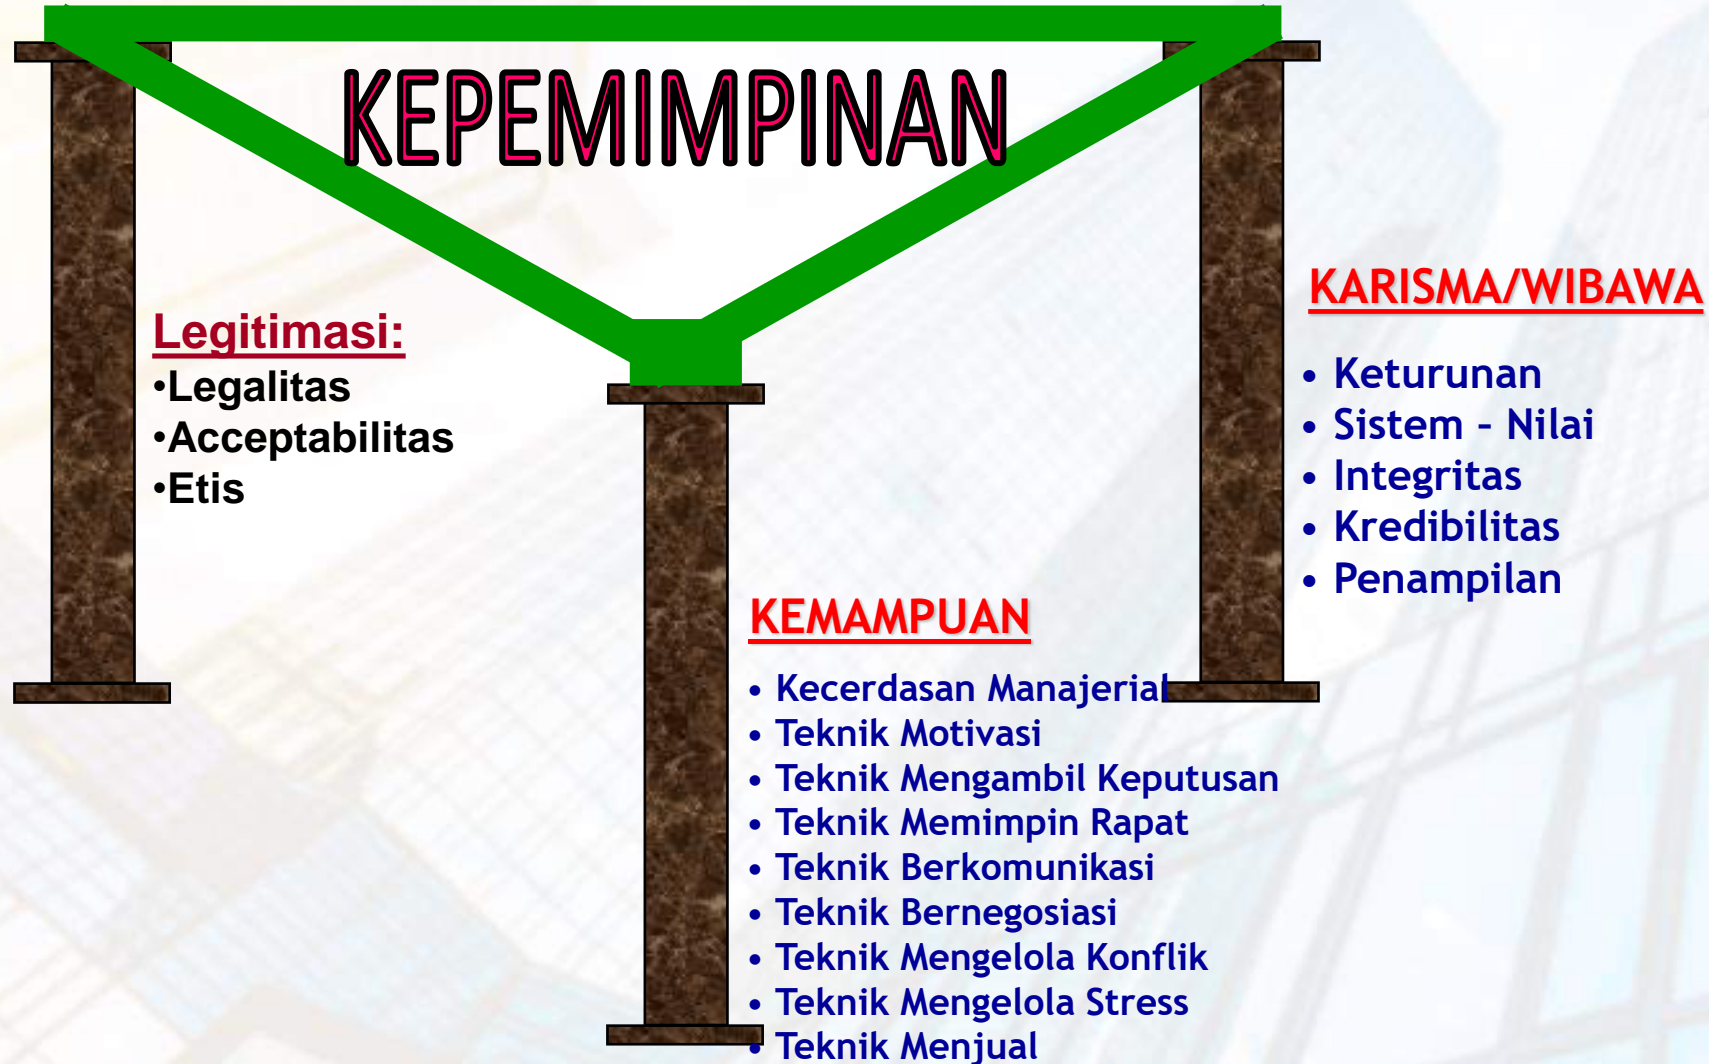 KEPEMIMPINAN
Legitimasi:
•Legalitas
•Acceptabilitas
•Etis
KEMAMPUAN
• Kecerdasan Manajerial
• Teknik Motivasi
• Teknik Mengambil Keputusan
• Teknik Memimpin Rapat
• Teknik Berkomunikasi
• Teknik Bernegosiasi
• Teknik Mengelola Konflik
• Teknik Mengelola Stress
• Teknik Menjual
KARISMA/WIBAWA
• Keturunan
• Sistem – Nilai
• Integritas
• Kredibilitas
• Penampilan